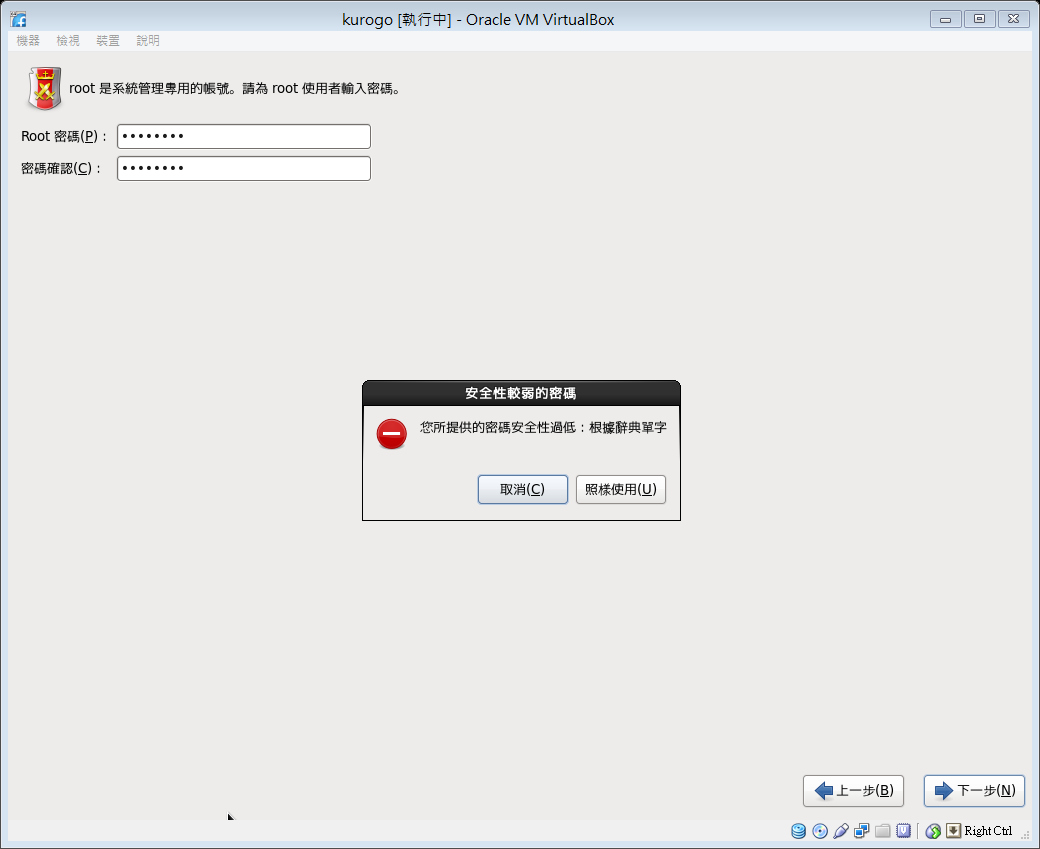 kurogo [執行中] - Oracle VM VirtualBox
機器 檢視 裝置 說明
root 是系統管理專用的帳號。請為 root 使用者輸入密碼。
Root 密碼(P)：
密碼確認(C)：
安全性較弱的密碼
您所提供的密碼安全性過低：根據辭典單字
取消(C) 照樣使用(U)
上一步(B) 下一步(N)
Right Ctrl